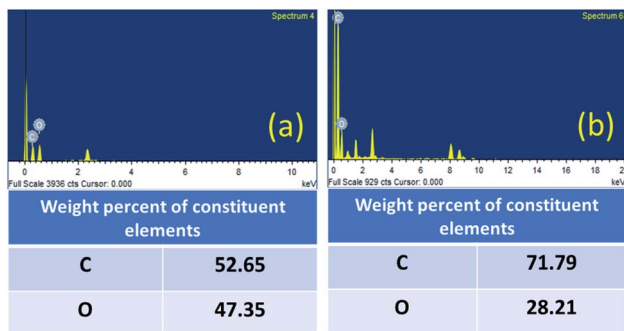 Spectrum 4
C
O
(a)
0 2 4 6 8 10
Full Scale 3936 cts Cursor: 0.000 keV
Weight percent of constituent
elements
C 52.65
O 47.35
Spectrum 6
C
O
(b)
0 2 4 6 8 10 12 14 16 18 2
Full Scale 929 cts Cursor: 0.000 keV
Weight percent of constituent
elements
C 71.79
O 28.21